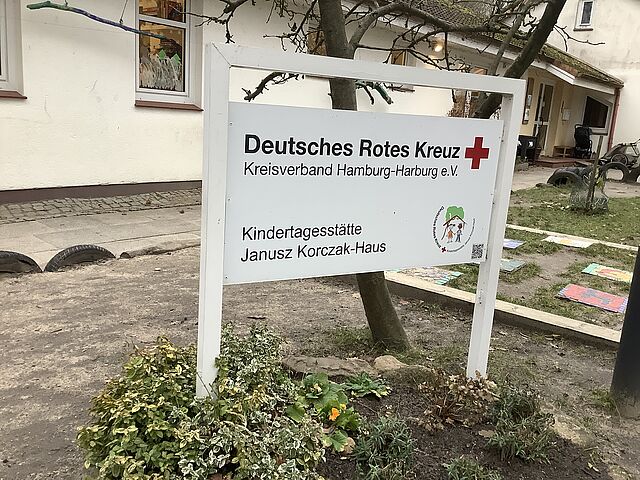 Deutsches Rotes Kreuz
Kreisverband Hamburg-Harburg e.V.
Kindertagesstätte
Janusz Korczak-Haus